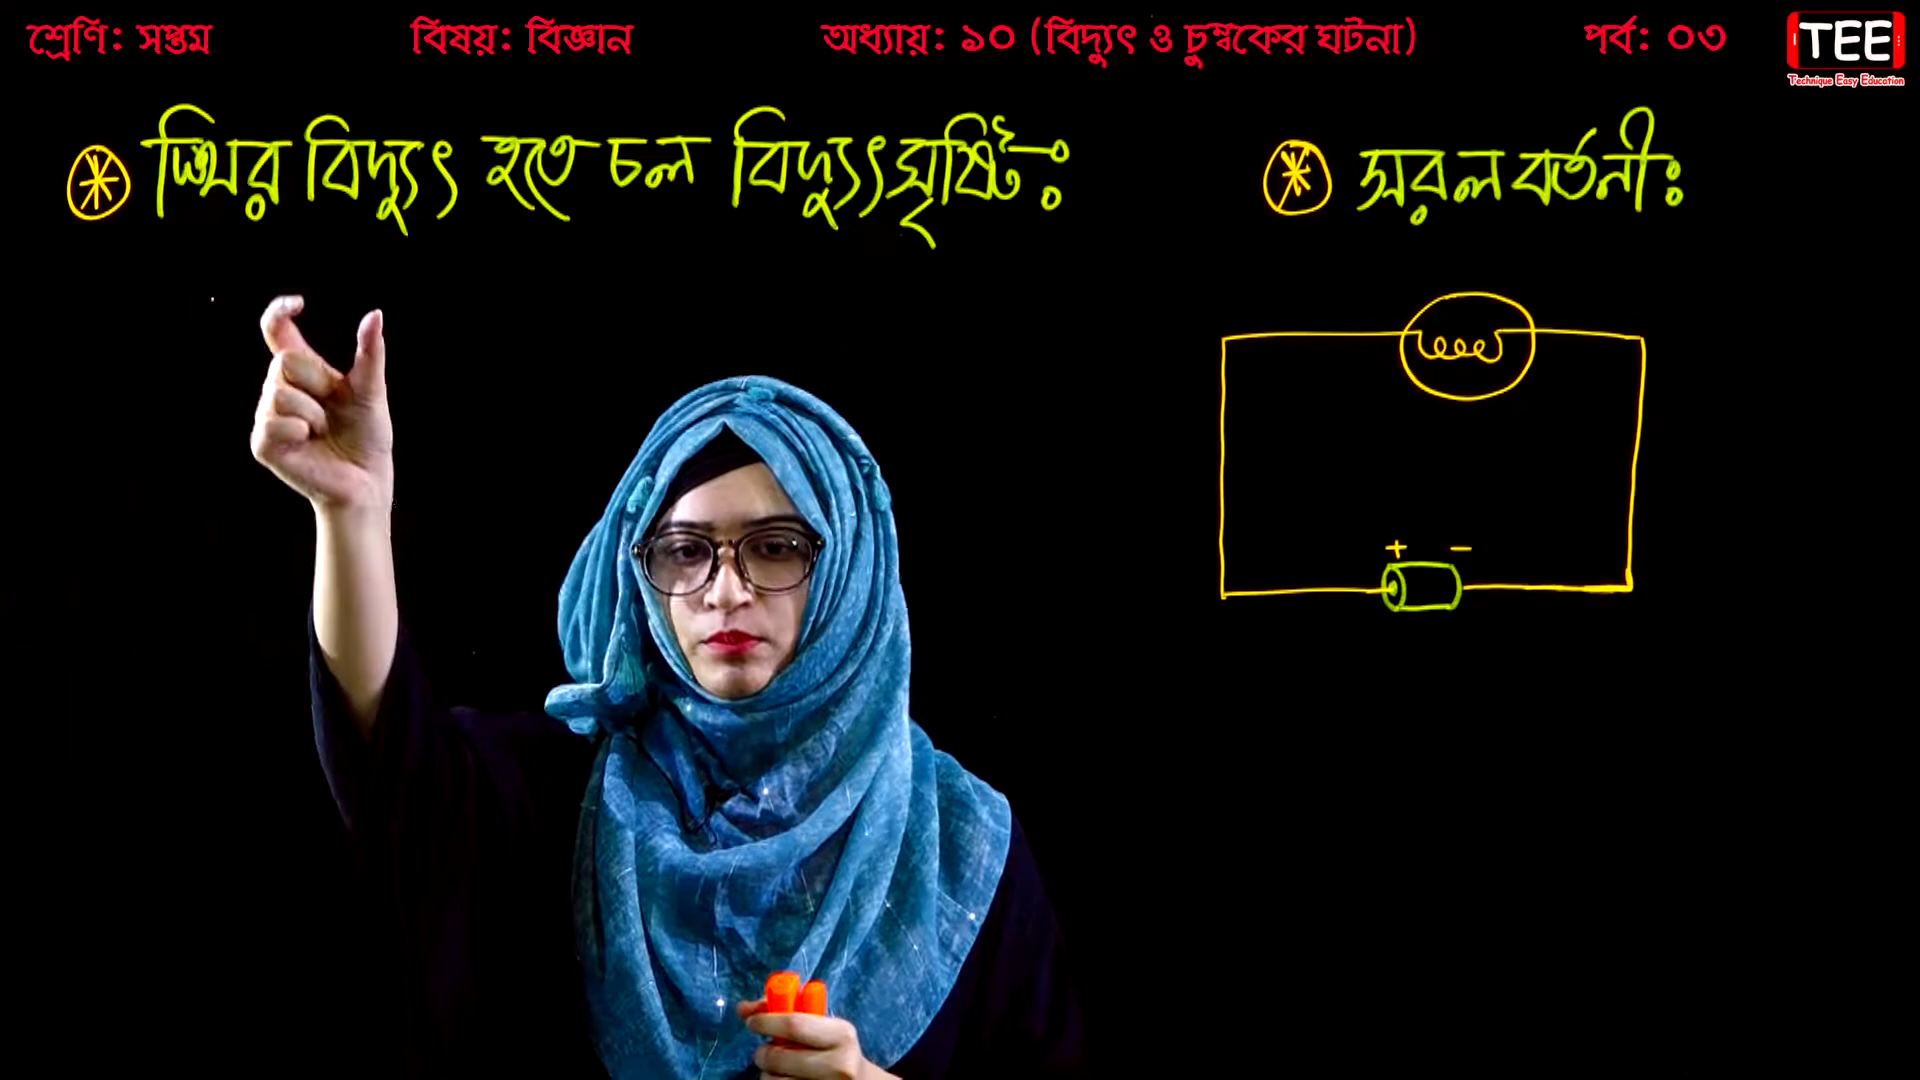 শ্রেণি: সপ্তম বিষয়: বিজ্ঞান অধ্যায়: ১০ (বিদ্যুৎ ও চুম্বকের ঘটনা) পর্ব: ০৩
TEE
Technique Easy Education
স্থির বিদ্যুৎ হতে চল বিদ্যুৎ সৃষ্টিঃ
সরল বর্তনীঃ
+ −